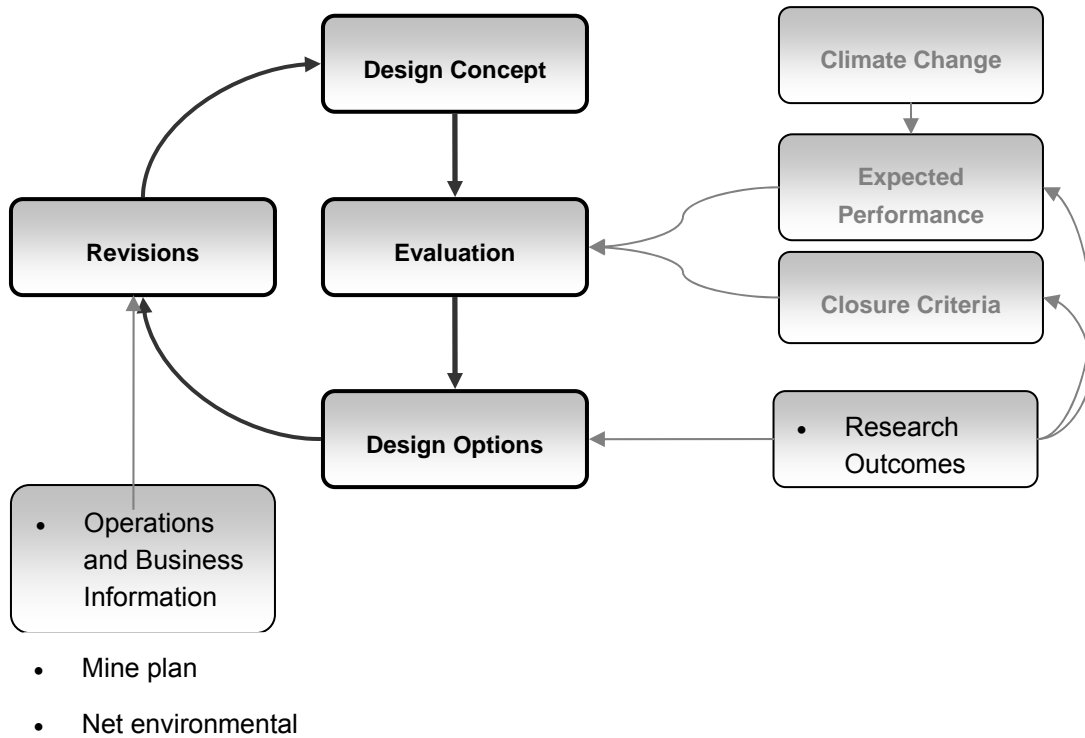 Design Concept
Climate Change
Expected
Performance
Revisions
Evaluation
Closure Criteria
Design Options
• Research
Outcomes
• Operations
and Business
Information
• Mine plan
• Net environmental